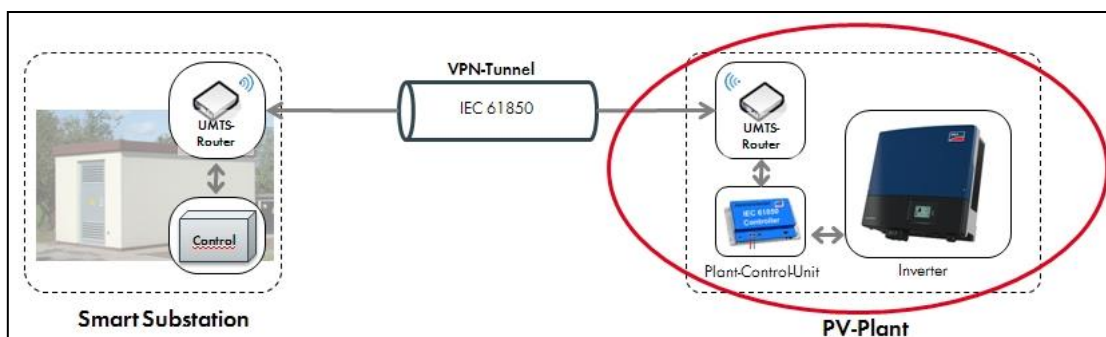 VPN-Tunnel
IEC 61850
UMTS-
Router
Control
Smart Substation
UMTS-
Router
IEC 61850
Controller
Plant-Control-Unit
Inverter
PV-Plant